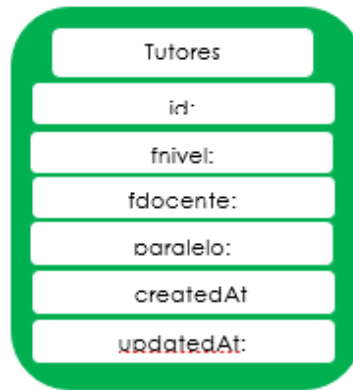 Tutores
id:
fnivel:
fdocente:
paralelo:
createdAt
updatedAt: